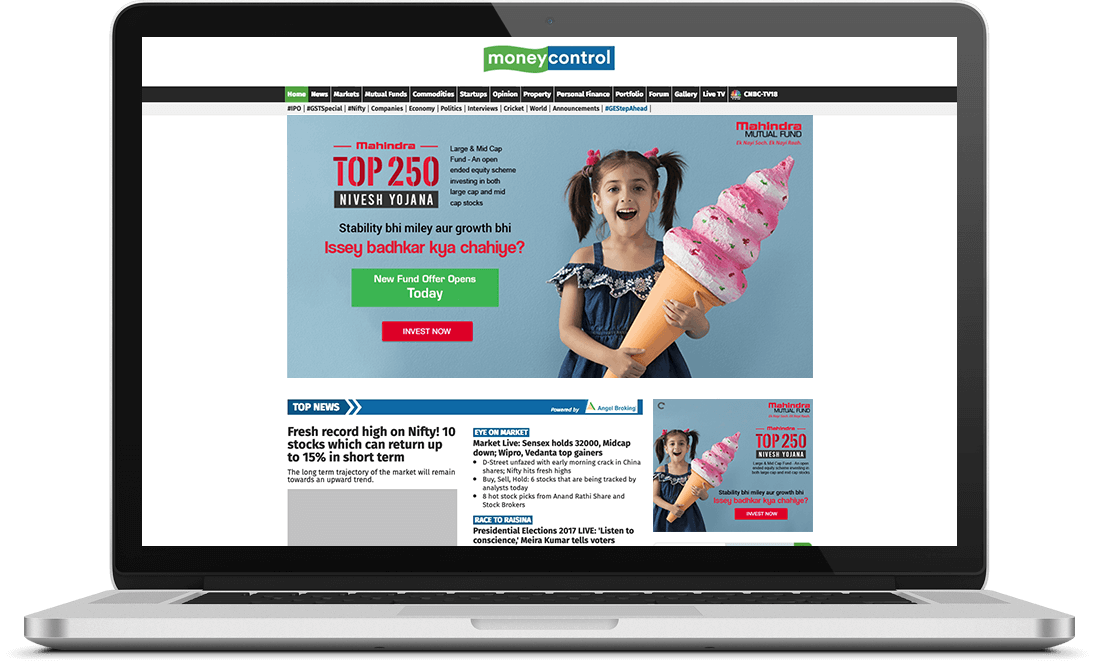 moneycontrol
Home News Markets Mutual Funds Commodities Startups Opinion Property Personal Finance Portfolio Forum Gallery Live TV CNBC-TV18
#IPO #GSTSpecial #Nifty Companies Economy Politics Interviews Cricket World Announcements #GEStepAhead
Mahindra
MUTUAL FUND
Ek Nayi Soch. Ek Nayi Raah.
Mahindra
TOP 250
NIVESH YOJANA
Large & Mid Cap
Fund - An open
ended equity scheme
investing in both
large cap and mid
cap stocks
Stability bhi miley aur growth bhi
Issey badhkar kya chahiye?
New Fund Offer Opens
Today
INVEST NOW
TOP NEWS
Powered by Angel Broking
Fresh record high on Nifty! 10
stocks which can return up
to 15% in short term
The long term trajectory of the market will remain
towards an upward trend.
EYE ON MARKET
Market Live: Sensex holds 32000, Midcap
down; Wipro, Vedanta top gainers
D-Street unfazed with early morning crack in China
shares; Nifty hits fresh highs
Buy, Sell, Hold: 6 stocks that are being tracked by
analysts today
8 hot stock picks from Anand Rathi Share and
Stock Brokers
RACE TO RAISINA
Presidential Elections 2017 LIVE: 'Listen to
conscience,' Meira Kumar tells voters
Mahindra
MUTUAL FUND
Mahindra
TOP 250
NIVESH YOJANA
Large & Mid Cap Fund - An open
ended equity scheme investing in
both large cap and mid cap stocks
Stability bhi miley aur growth bhi
Issey badhkar kya chahiye?
INVEST NOW